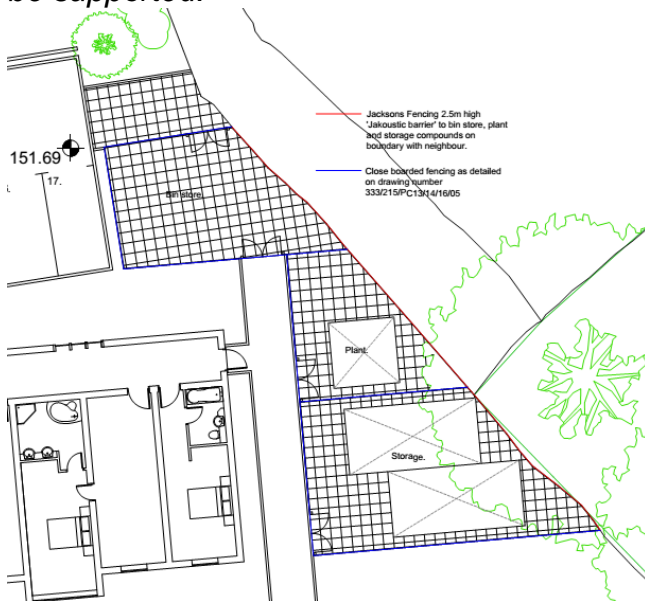 be supported.
Jacksons Fencing 2.5m high
'Jakoustic barrier' to bin store, plant
and storage compounds on
boundary with neighbour.
151.69
17.
Close boarded fencing as detailed
on drawing number
333/215/PC13/14/16/05
s.
Bin store.
Plant.
Storage.